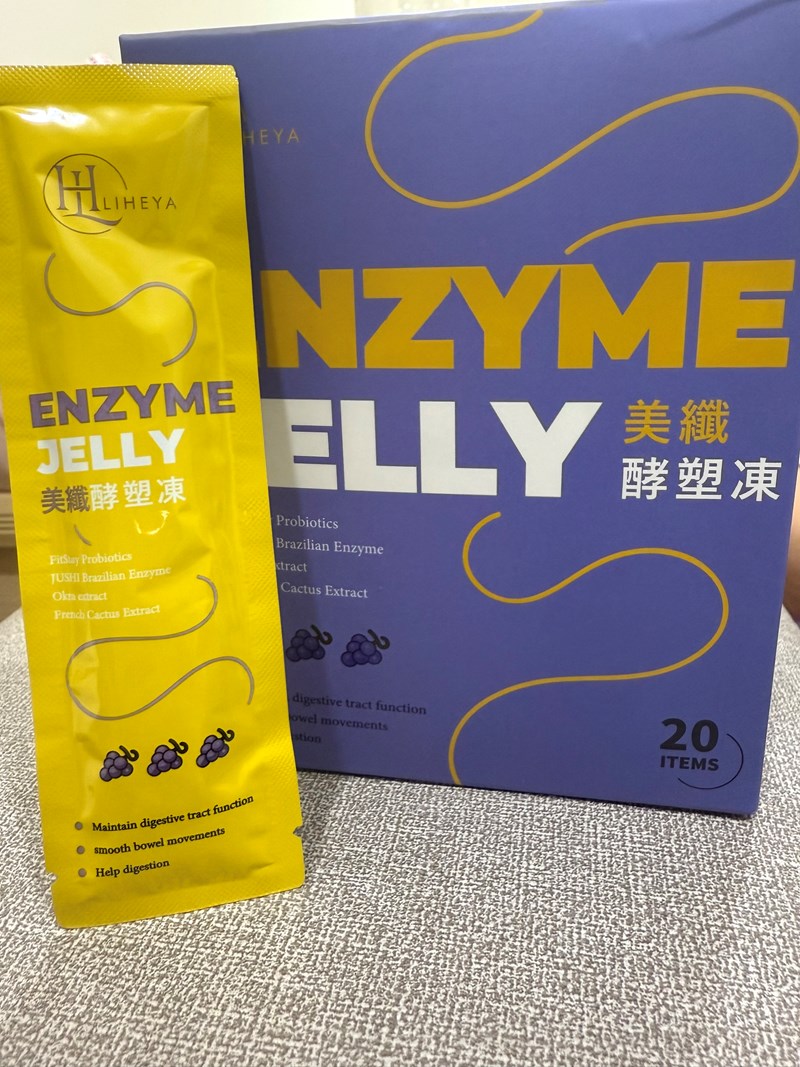 HL LIHEYA
ENZYME
JELLY
美纖酵塑凍
FitStay Probiotics
JUSHI Brazilian Enzyme
Okra extract
French Cactus Extract
Maintain digestive tract function
smooth bowel movements
Help digestion
HEYA
NZYME
ELLY
美纖
酵塑凍
Probiotics
Brazilian Enzyme
xtract
Cactus Extract
digestive tract function
owel movements
stion
20
ITEMS